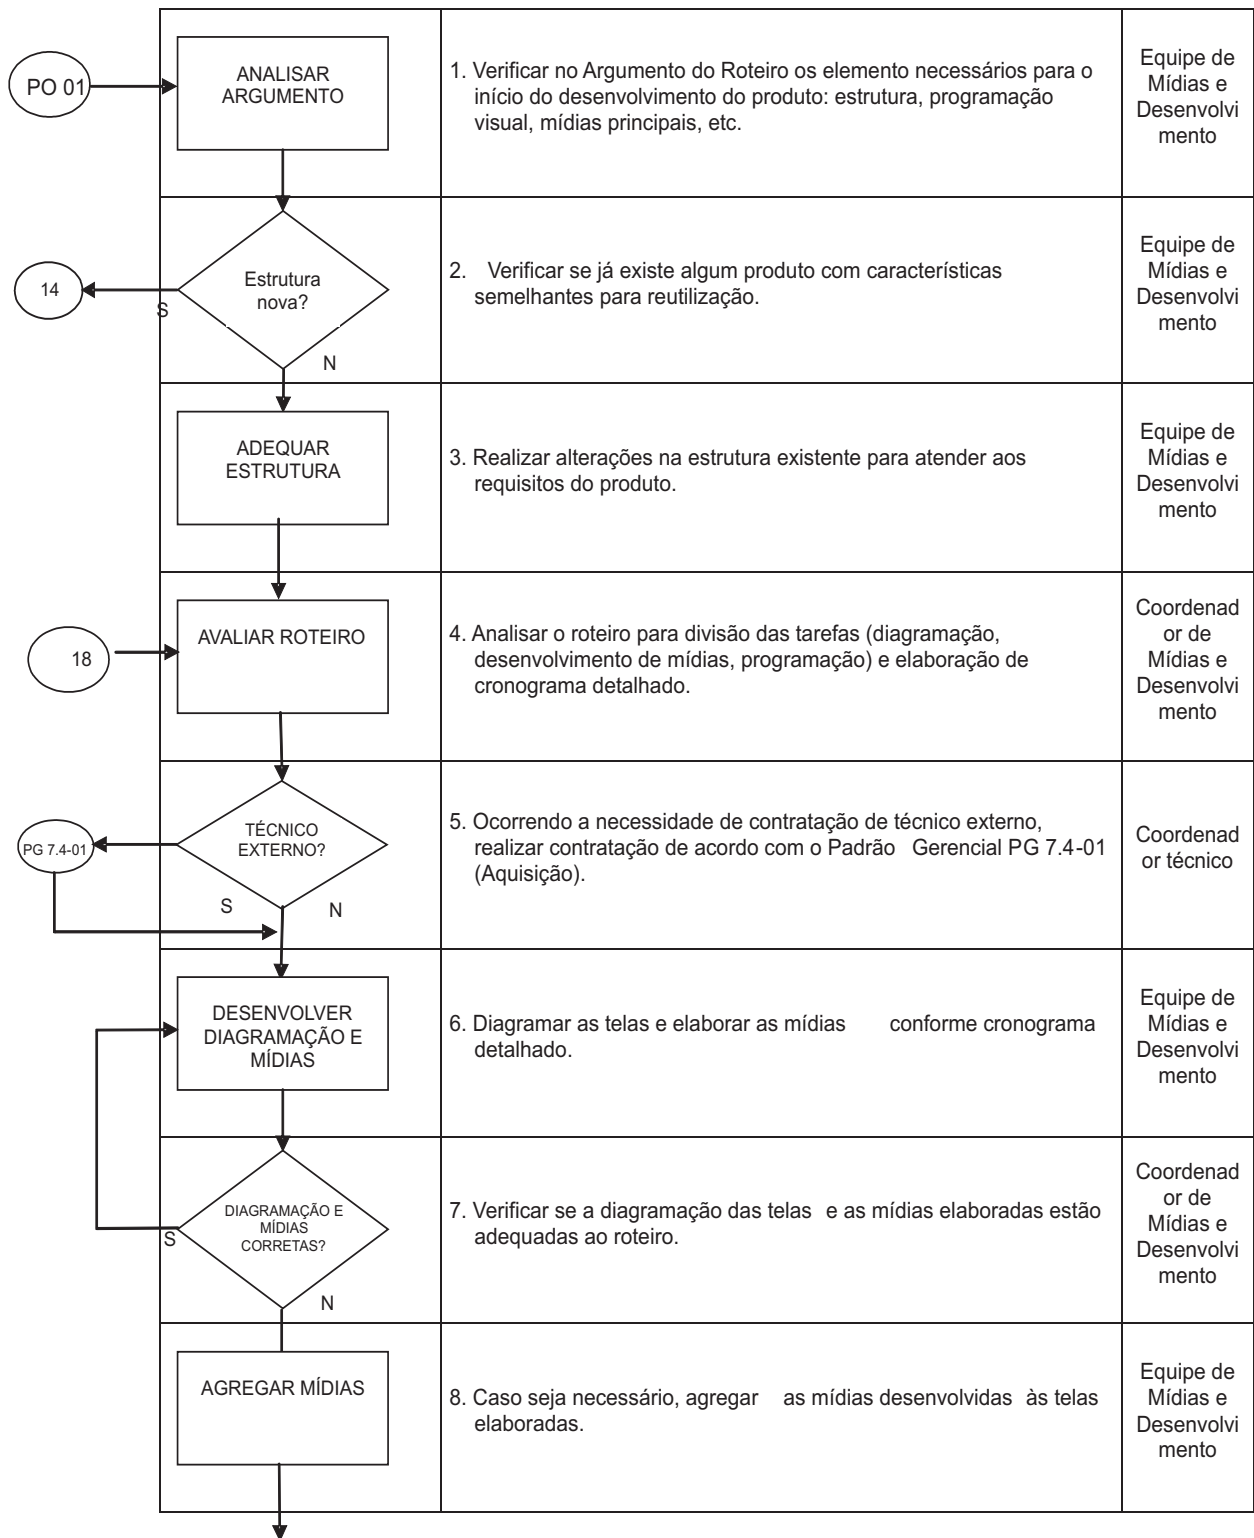 PO 01
ANALISAR
ARGUMENTO
1. Verificar no Argumento do Roteiro os elemento necessários para o
início do desenvolvimento do produto: estrutura, programação
visual, mídias principais, etc.
Equipe de
Mídias e
Desenvolvi
mento
14
S
Estrutura
nova?
N
2. Verificar se já existe algum produto com características
semelhantes para reutilização.
Equipe de
Mídias e
Desenvolvi
mento
ADEQUAR
ESTRUTURA
3. Realizar alterações na estrutura existente para atender aos
requisitos do produto.
Equipe de
Mídias e
Desenvolvi
mento
18
AVALIAR ROTEIRO
4. Analisar o roteiro para divisão das tarefas (diagramação,
desenvolvimento de mídias, programação) e elaboração de
cronograma detalhado.
Coordenad
or de
Mídias e
Desenvolvi
mento
PG 7.4-01
TÉCNICO
EXTERNO?
S
N
5. Ocorrendo a necessidade de contratação de técnico externo,
realizar contratação de acordo com o Padrão Gerencial PG 7.4-01
(Aquisição).
Coordenad
or técnico
DESENVOLVER
DIAGRAMAÇÃO E
MÍDIAS
6. Diagramar as telas e elaborar as mídias conforme cronograma
detalhado.
Equipe de
Mídias e
Desenvolvi
mento
DIAGRAMAÇÃO E
MÍDIAS
CORRETAS?
S
N
7. Verificar se a diagramação das telas e as mídias elaboradas estão
adequadas ao roteiro.
Coordenad
or de
Mídias e
Desenvolvi
mento
AGREGAR MÍDIAS
8. Caso seja necessário, agregar as mídias desenvolvidas às telas
elaboradas.
Equipe de
Mídias e
Desenvolvi
mento